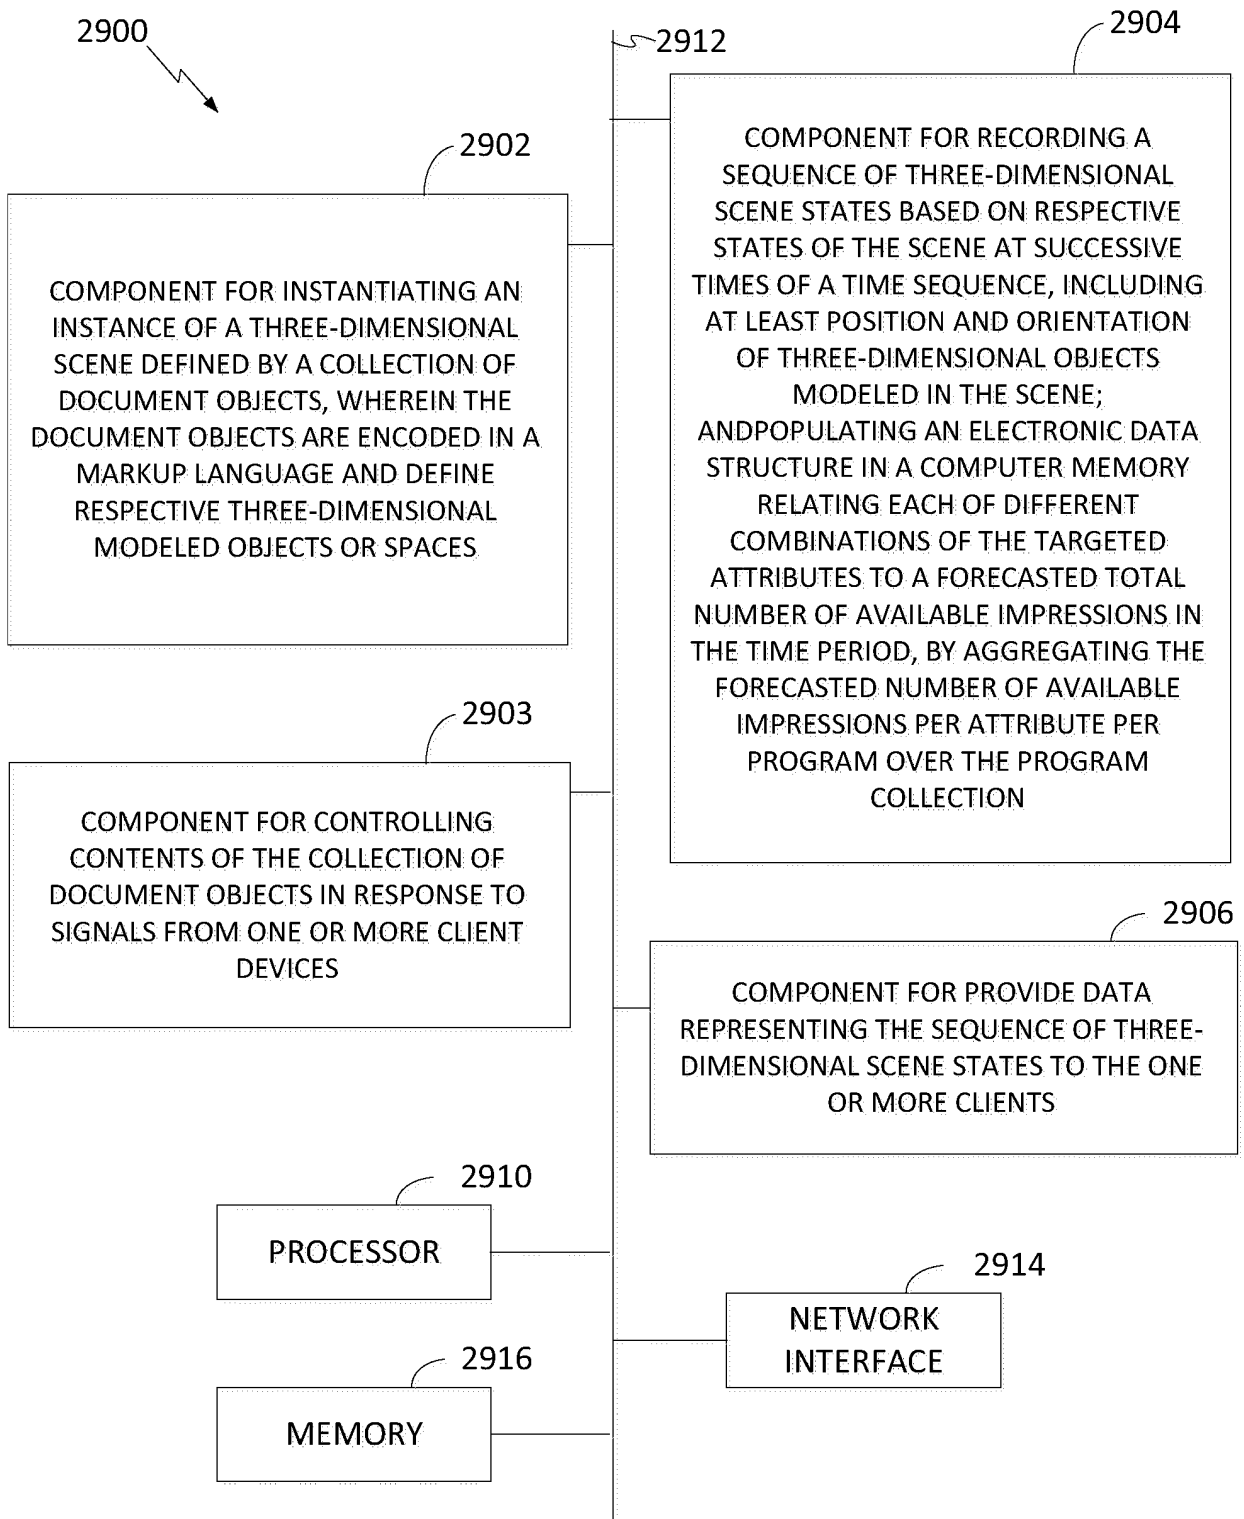 2900
2912
2904
2902
COMPONENT FOR RECORDING A
SEQUENCE OF THREE-DIMENSIONAL
SCENE STATES BASED ON RESPECTIVE
STATES OF THE SCENE AT SUCCESSIVE
TIMES OF A TIME SEQUENCE, INCLUDING
AT LEAST POSITION AND ORIENTATION
OF THREE-DIMENSIONAL OBJECTS
MODELED IN THE SCENE;
ANDPOPULATING AN ELECTRONIC DATA
STRUCTURE IN A COMPUTER MEMORY
RELATING EACH OF DIFFERENT
COMBINATIONS OF THE TARGETED
ATTRIBUTES TO A FORECASTED TOTAL
NUMBER OF AVAILABLE IMPRESSIONS IN
THE TIME PERIOD, BY AGGREGATING THE
FORECASTED NUMBER OF AVAILABLE
IMPRESSIONS PER ATTRIBUTE PER
PROGRAM OVER THE PROGRAM
COLLECTION
COMPONENT FOR INSTANTIATING AN
INSTANCE OF A THREE-DIMENSIONAL
SCENE DEFINED BY A COLLECTION OF
DOCUMENT OBJECTS, WHEREIN THE
DOCUMENT OBJECTS ARE ENCODED IN A
MARKUP LANGUAGE AND DEFINE
RESPECTIVE THREE-DIMENSIONAL
MODELED OBJECTS OR SPACES
2903
COMPONENT FOR CONTROLLING
CONTENTS OF THE COLLECTION OF
DOCUMENT OBJECTS IN RESPONSE TO
SIGNALS FROM ONE OR MORE CLIENT
DEVICES
2906
COMPONENT FOR PROVIDE DATA
REPRESENTING THE SEQUENCE OF THREE-
DIMENSIONAL SCENE STATES TO THE ONE
OR MORE CLIENTS
2910
PROCESSOR
2914
NETWORK
INTERFACE
2916
MEMORY